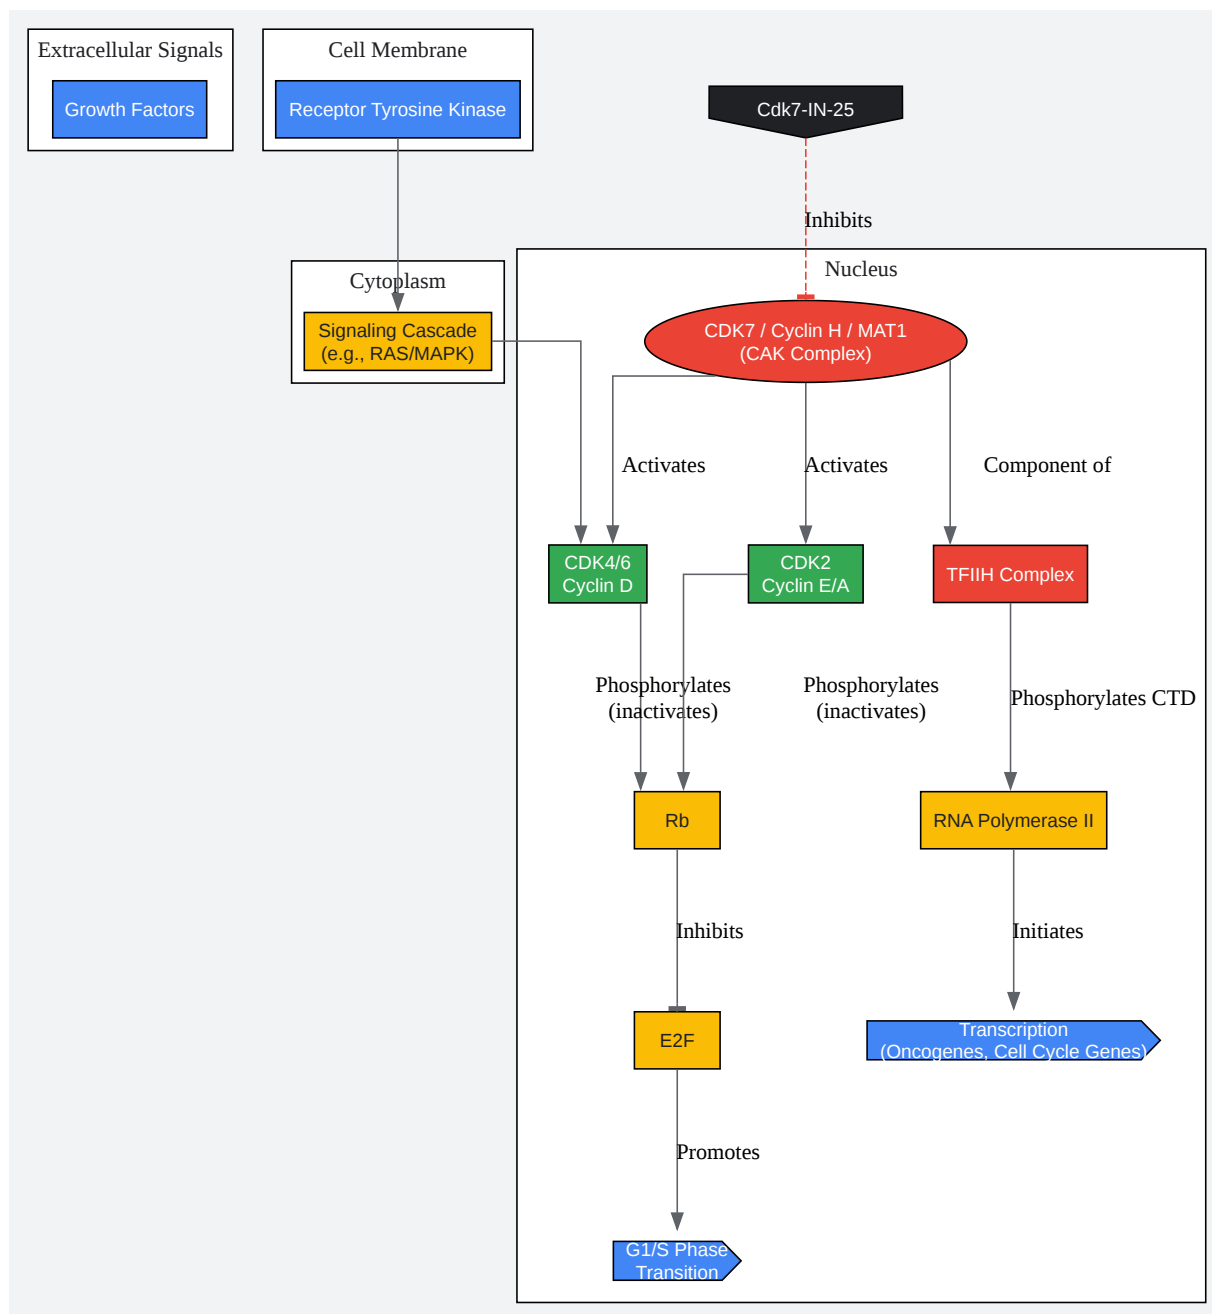 Extracellular Signals
Growth Factors
Cell Membrane
Receptor Tyrosine Kinase
Cdk7-IN-25
Inhibits
Cytoplasm
Signaling Cascade
(e.g., RAS/MAPK)
Nucleus
CDK7 / Cyclin H / MAT1
(CAK Complex)
Activates
Activates
Component of
CDK4/6
Cyclin D
CDK2
Cyclin E/A
TFIIH Complex
Phosphorylates
(inactivates)
Phosphorylates
(inactivates)
Phosphorylates CTD
Rb
RNA Polymerase II
Inhibits
Initiates
E2F
Transcription
(Oncogenes, Cell Cycle Genes)
Promotes
G1/S Phase
Transition